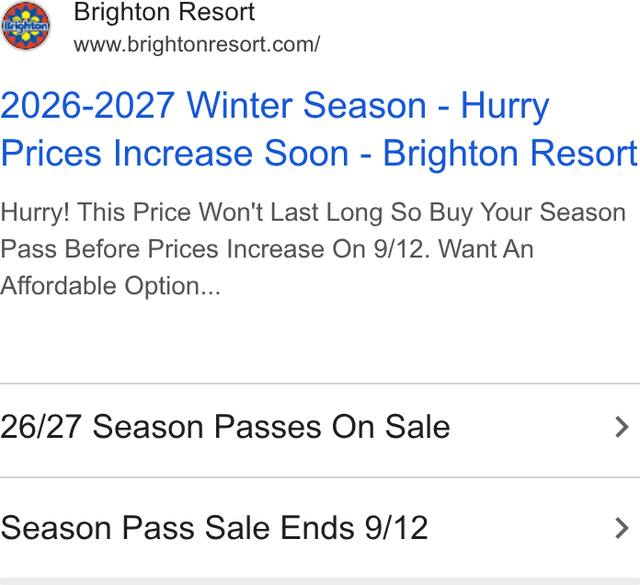 Brighton
Brighton Resort
www.brightonresort.com/
2026-2027 Winter Season - Hurry
Prices Increase Soon - Brighton Resort
Hurry! This Price Won't Last Long So Buy Your Season
Pass Before Prices Increase On 9/12. Want An
Affordable Option...
26/27 Season Passes On Sale
Season Pass Sale Ends 9/12